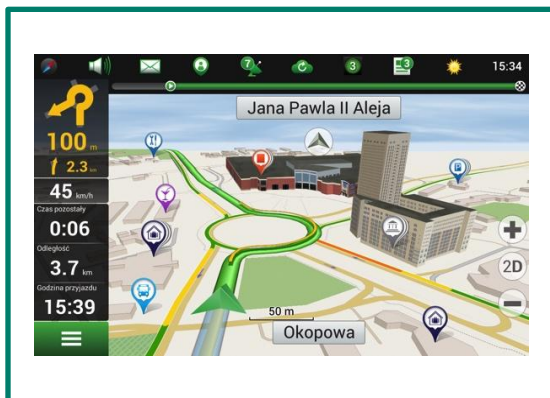 7
3
3
15:34
Jana Pawla II Aleja
100 m
2.3 km
45 km/h
Czas pozostały
0:06
Odległość
3.7 km
Godzina przyjazdu
15:39
2D
50 m
Okopowa